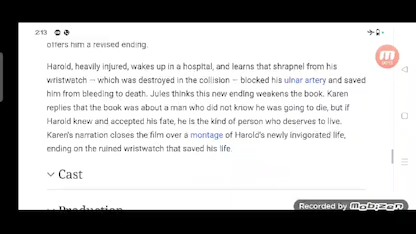 2:13
offers him a revised ending.
Harold, heavily injured, wakes up in a hospital, and learns that shrapnel from his
wristwatch — which was destroyed in the collision — blocked his ulnar artery and saved
him from bleeding to death. Jules thinks this new ending weakens the book. Karen
replies that the book was about a man who did not know he was going to die, but if
Harold knew and accepted his fate, he is the kind of person who deserves to live.
Karen's narration closes the film over a montage of Harold's newly invigorated life,
ending on the ruined wristwatch that saved his life.
Cast
Production
Recorded by Mobizen